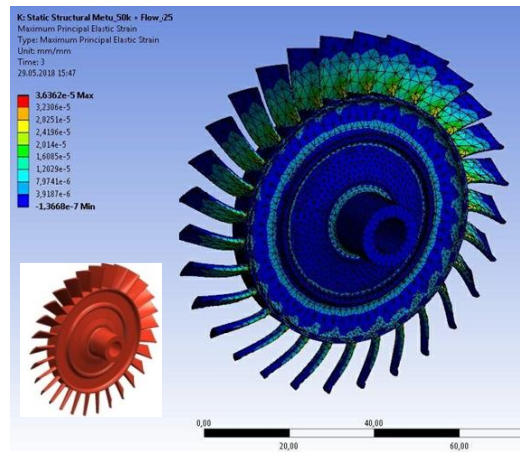 K: Static Structural Metu_50k + Flow_i25
Maximum Principal Elastic Strain
Type: Maximum Principal Elastic Strain
Unit: mm/mm
Time: 3
29.05.2018 15:47
3,6362e-5 Max
3,2306e-5
2,8251e-5
2,4196e-5
2,014e-5
1,6085e-5
1,2029e-5
7,9741e-6
3,9187e-6
-1,3668e-7 Min
0,00
40,00
20,00
60,00